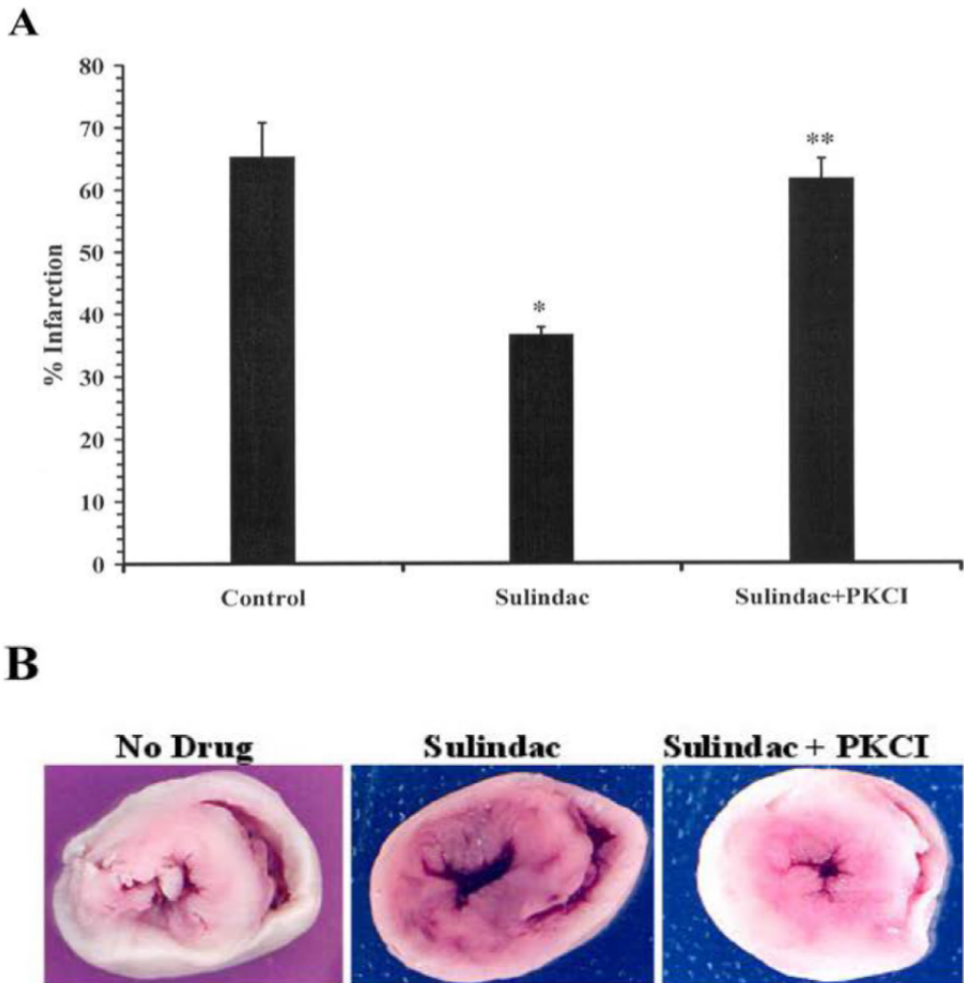 A
80
70
60
50
40
30
20
10
0
% Infarction
*
**
Control Sulindac Sulindac+PKCI
B
No Drug Sulindac Sulindac + PKCI